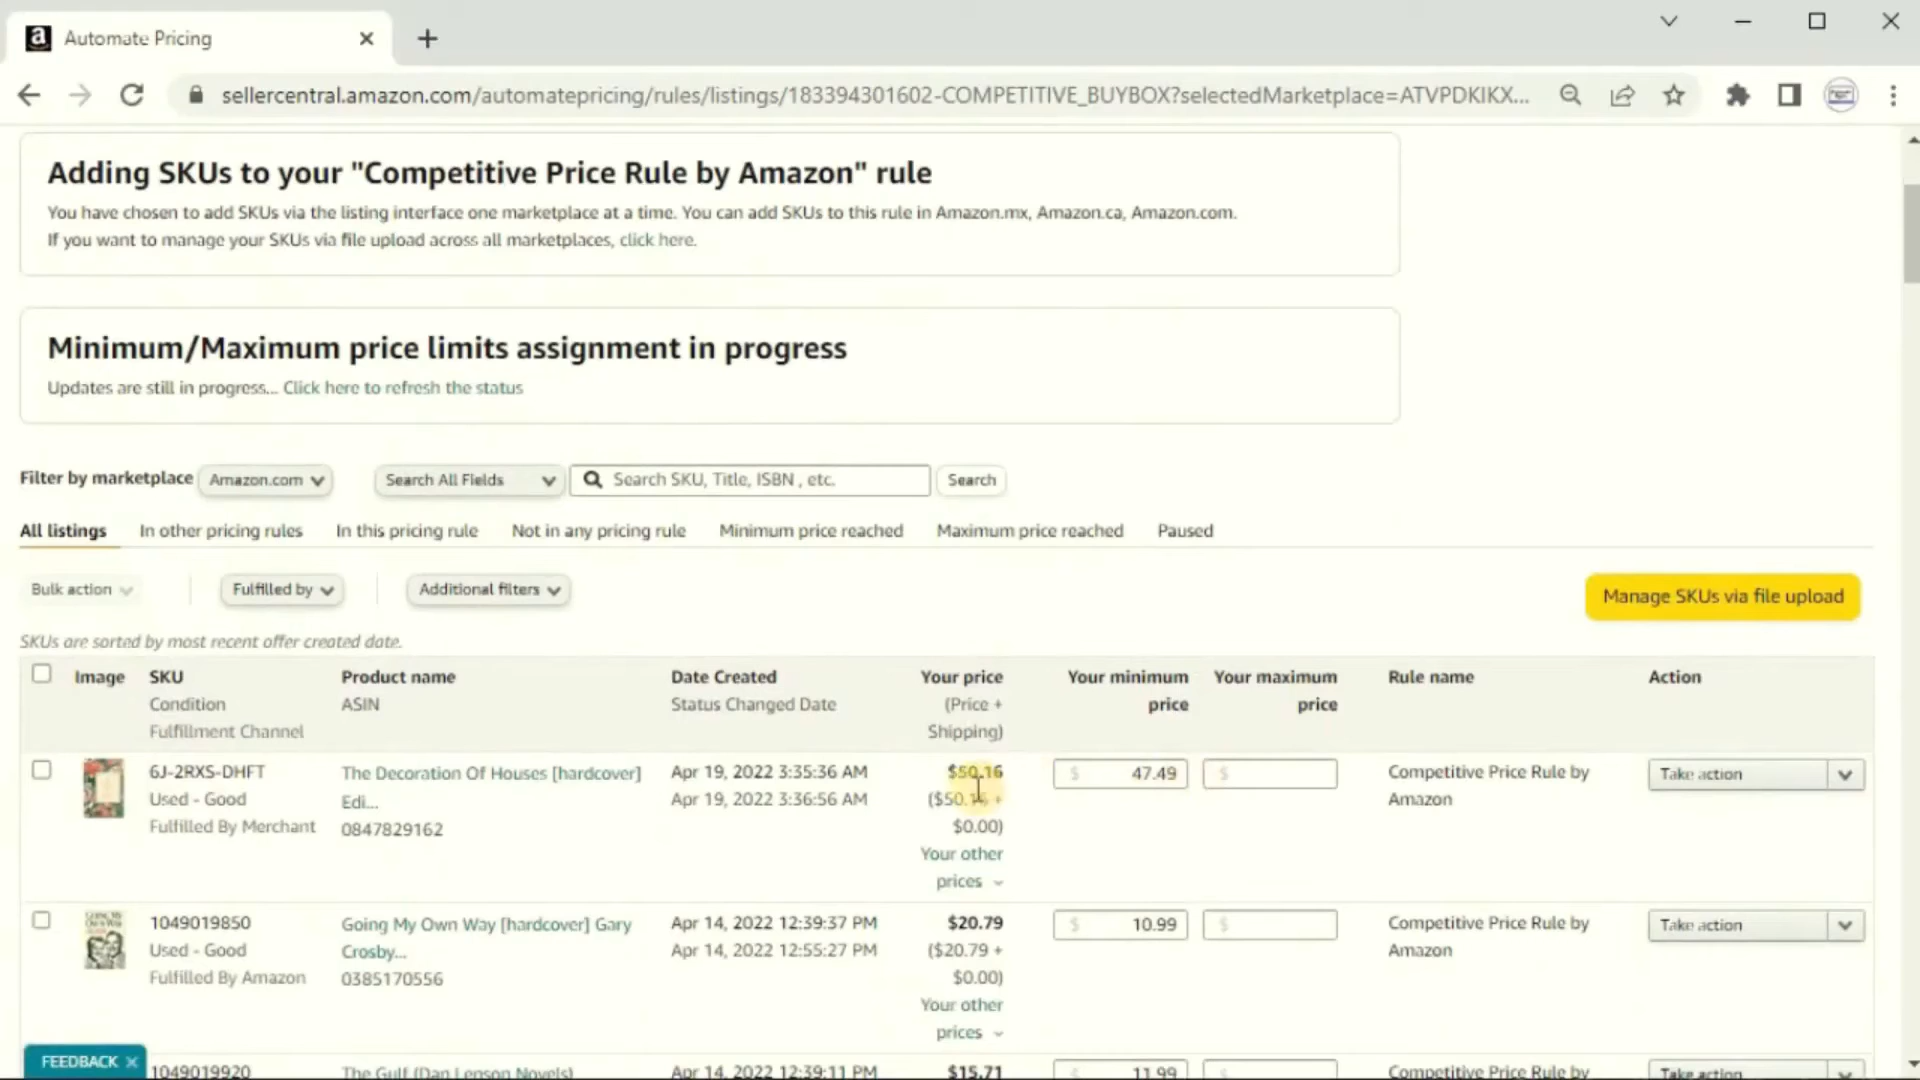 Automate Pricing
sellercentral.amazon.com/automatepricing/rules/listings/183394301602-COMPETITIVE_BUYBOX?selectedMarketplace=ATVPDKIKX...
Adding SKUs to your "Competitive Price Rule by Amazon" rule
You have chosen to add SKUs via the listing interface one marketplace at a time. You can add SKUs to this rule in Amazon.mx, Amazon.ca, Amazon.com.
If you want to manage your SKUs via file upload across all marketplaces, click here.
Minimum/Maximum price limits assignment in progress
Updates are still in progress... Click here to refresh the status
Filter by marketplace Amazon.com Search All Fields Search SKU, Title, ISBN , etc. Search
All listings In other pricing rules In this pricing rule Not in any pricing rule Minimum price reached Maximum price reached Paused
Bulk action Fulfilled by Additional filters Manage SKUs via file upload
SKUs are sorted by most recent offer created date.
Image SKU Product name Date Created Your price Your minimum Your maximum Rule name Action
Condition ASIN Status Changed Date (Price + price price
Fulfillment Channel Shipping)
6J-2RXS-DHFT The Decoration Of Houses [hardcover] Apr 19, 2022 3:35:36 AM $50.16 $ 47.49 $ Competitive Price Rule by Take action
Used - Good Edi... Apr 19, 2022 3:36:56 AM ($50.16 + Amazon
Fulfilled By Merchant 0847829162 $0.00)
Your other
prices
1049019850 Going My Own Way [hardcover] Gary Apr 14, 2022 12:39:37 PM $20.79 $ 10.99 $ Competitive Price Rule by Take action
Used - Good Crosby... Apr 14, 2022 12:55:27 PM ($20.79 + Amazon
Fulfilled By Amazon 0385170556 $0.00)
Your other
prices
FEEDBACK
1049019920 The Gulf (Dan Lenson Novels) Apr 14, 2022 12:39:11 PM $15.71 $ 11.99 $ Competitive Price Rule by Take action